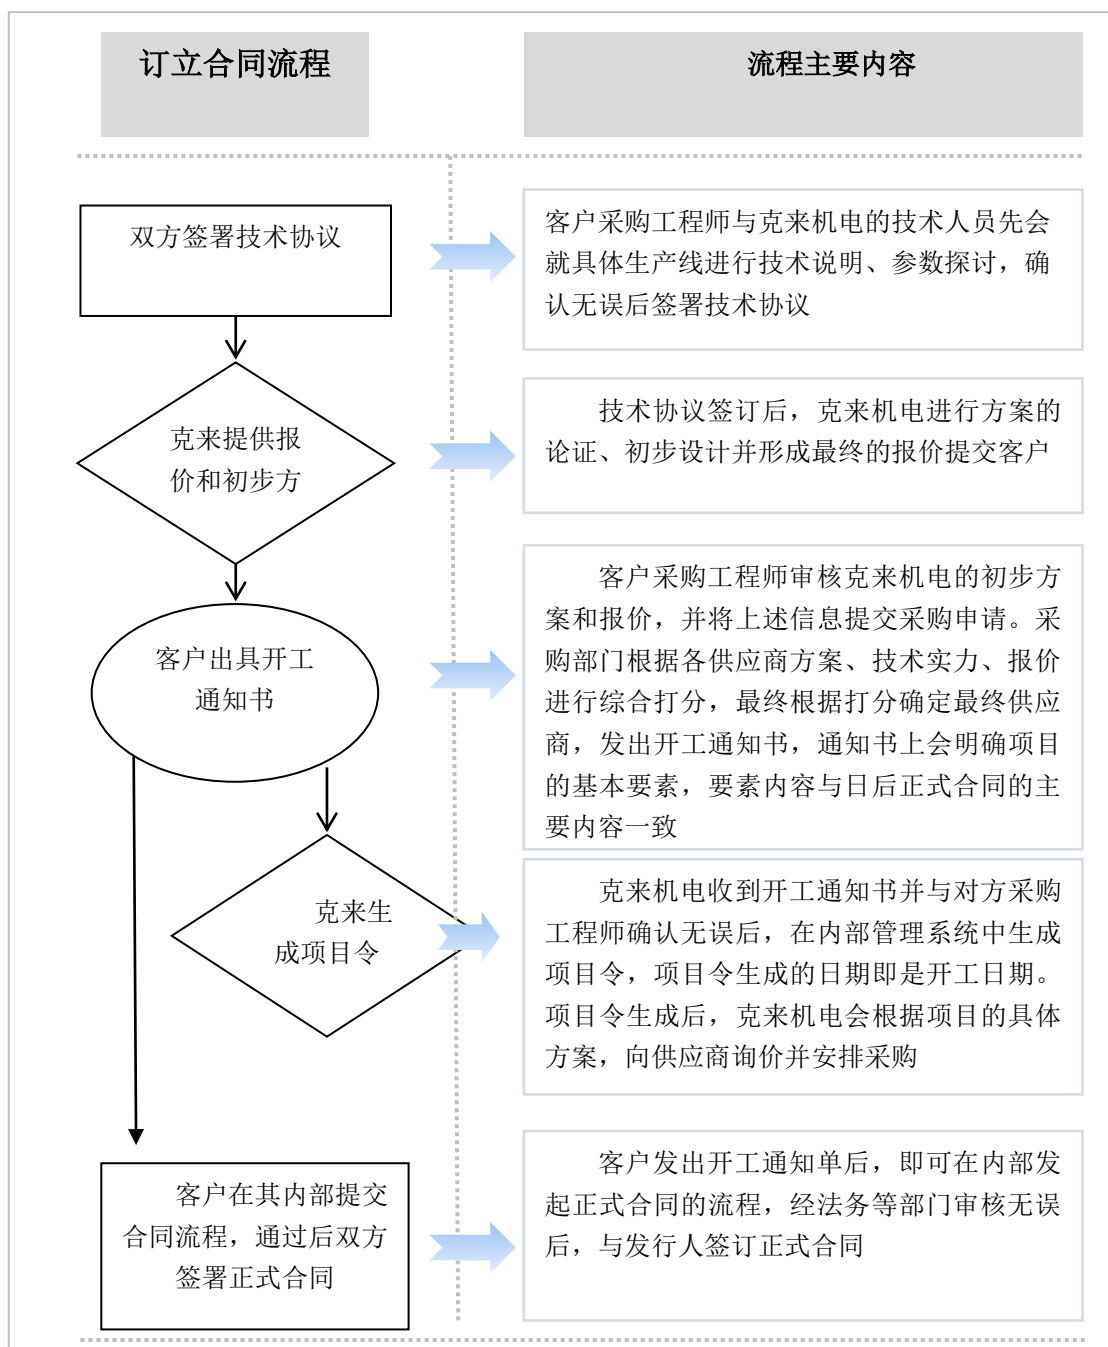 订立合同流程
流程主要内容
双方签署技术协议
客户采购工程师与克来机电的技术人员先会
就具体生产线进行技术说明、参数探讨，确
认无误后签署技术协议
克来提供报
价和初步方
技术协议签订后，克来机电进行方案的
论证、初步设计并形成最终的报价提交客户
客户出具开工
通知书
客户采购工程师审核克来机电的初步方
案和报价，并将上述信息提交采购申请。采
购部门根据各供应商方案、技术实力、报价
进行综合打分，最终根据打分确定最终供应
商，发出开工通知书，通知书上会明确项目
的基本要素，要素内容与日后正式合同的主
要内容一致
克来生
成项目令
克来机电收到开工通知书并与对方采购
工程师确认无误后，在内部管理系统中生成
项目令，项目令生成的日期即是开工日期。
项目令生成后，克来机电会根据项目的具体
方案，向供应商询价并安排采购
客户在其内部提交
合同流程，通过后双方
签署正式合同
客户发出开工通知单后，即可在内部发
起正式合同的流程，经法务等部门审核无误
后，与发行人签订正式合同